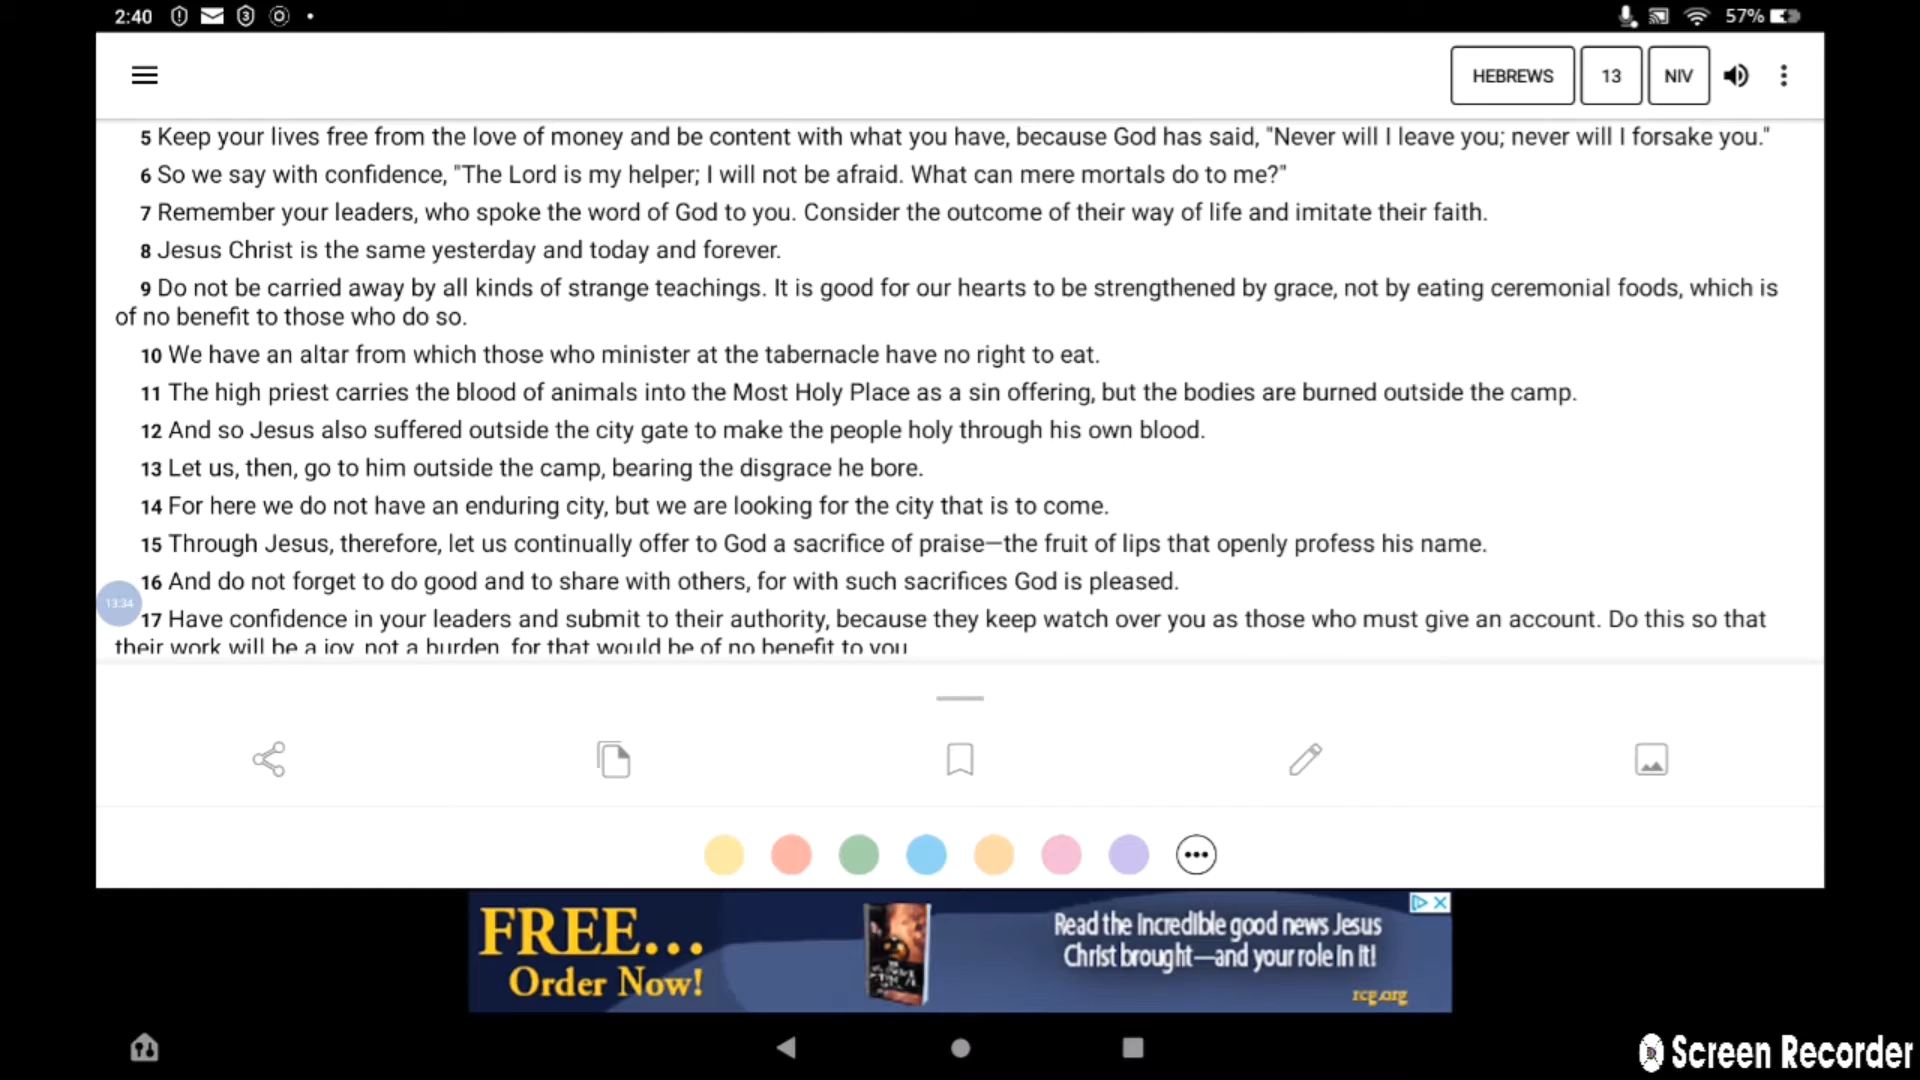 2:40
57%
HEBREWS 13 NIV
5 Keep your lives free from the love of money and be content with what you have, because God has said, "Never will I leave you; never will I forsake you."
6 So we say with confidence, "The Lord is my helper; I will not be afraid. What can mere mortals do to me?"
7 Remember your leaders, who spoke the word of God to you. Consider the outcome of their way of life and imitate their faith.
8 Jesus Christ is the same yesterday and today and forever.
9 Do not be carried away by all kinds of strange teachings. It is good for our hearts to be strengthened by grace, not by eating ceremonial foods, which is
of no benefit to those who do so.
10 We have an altar from which those who minister at the tabernacle have no right to eat.
11 The high priest carries the blood of animals into the Most Holy Place as a sin offering, but the bodies are burned outside the camp.
12 And so Jesus also suffered outside the city gate to make the people holy through his own blood.
13 Let us, then, go to him outside the camp, bearing the disgrace he bore.
14 For here we do not have an enduring city, but we are looking for the city that is to come.
15 Through Jesus, therefore, let us continually offer to God a sacrifice of praise—the fruit of lips that openly profess his name.
16 And do not forget to do good and to share with others, for with such sacrifices God is pleased.
13:34
17 Have confidence in your leaders and submit to their authority, because they keep watch over you as those who must give an account. Do this so that
their work will be a joy, not a burden, for that would be of no benefit to you
FREE...
Order Now!
Read the incredible good news Jesus
Christ brought—and your role in it!
rcg.org
Screen Recorder